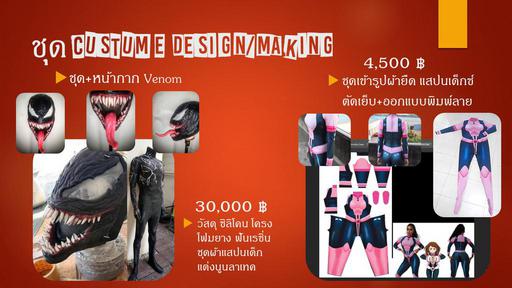 ชุด CUSTUME DESIGN/MAKING
ชุด+หน้ากาก Venom
30,000 ฿
วัสดุ ซิลิโคน โครง
โฟมยาง ฟันเรซิ่น
ชุดผ้าแสปนเด็ก
แต่งนูนลาเทค
4,500 ฿
ชุดเข้ารูปผ้ายืด แสปนเด็กซ์
ตัดเย็บ+ออกแบบพิมพ์ลาย